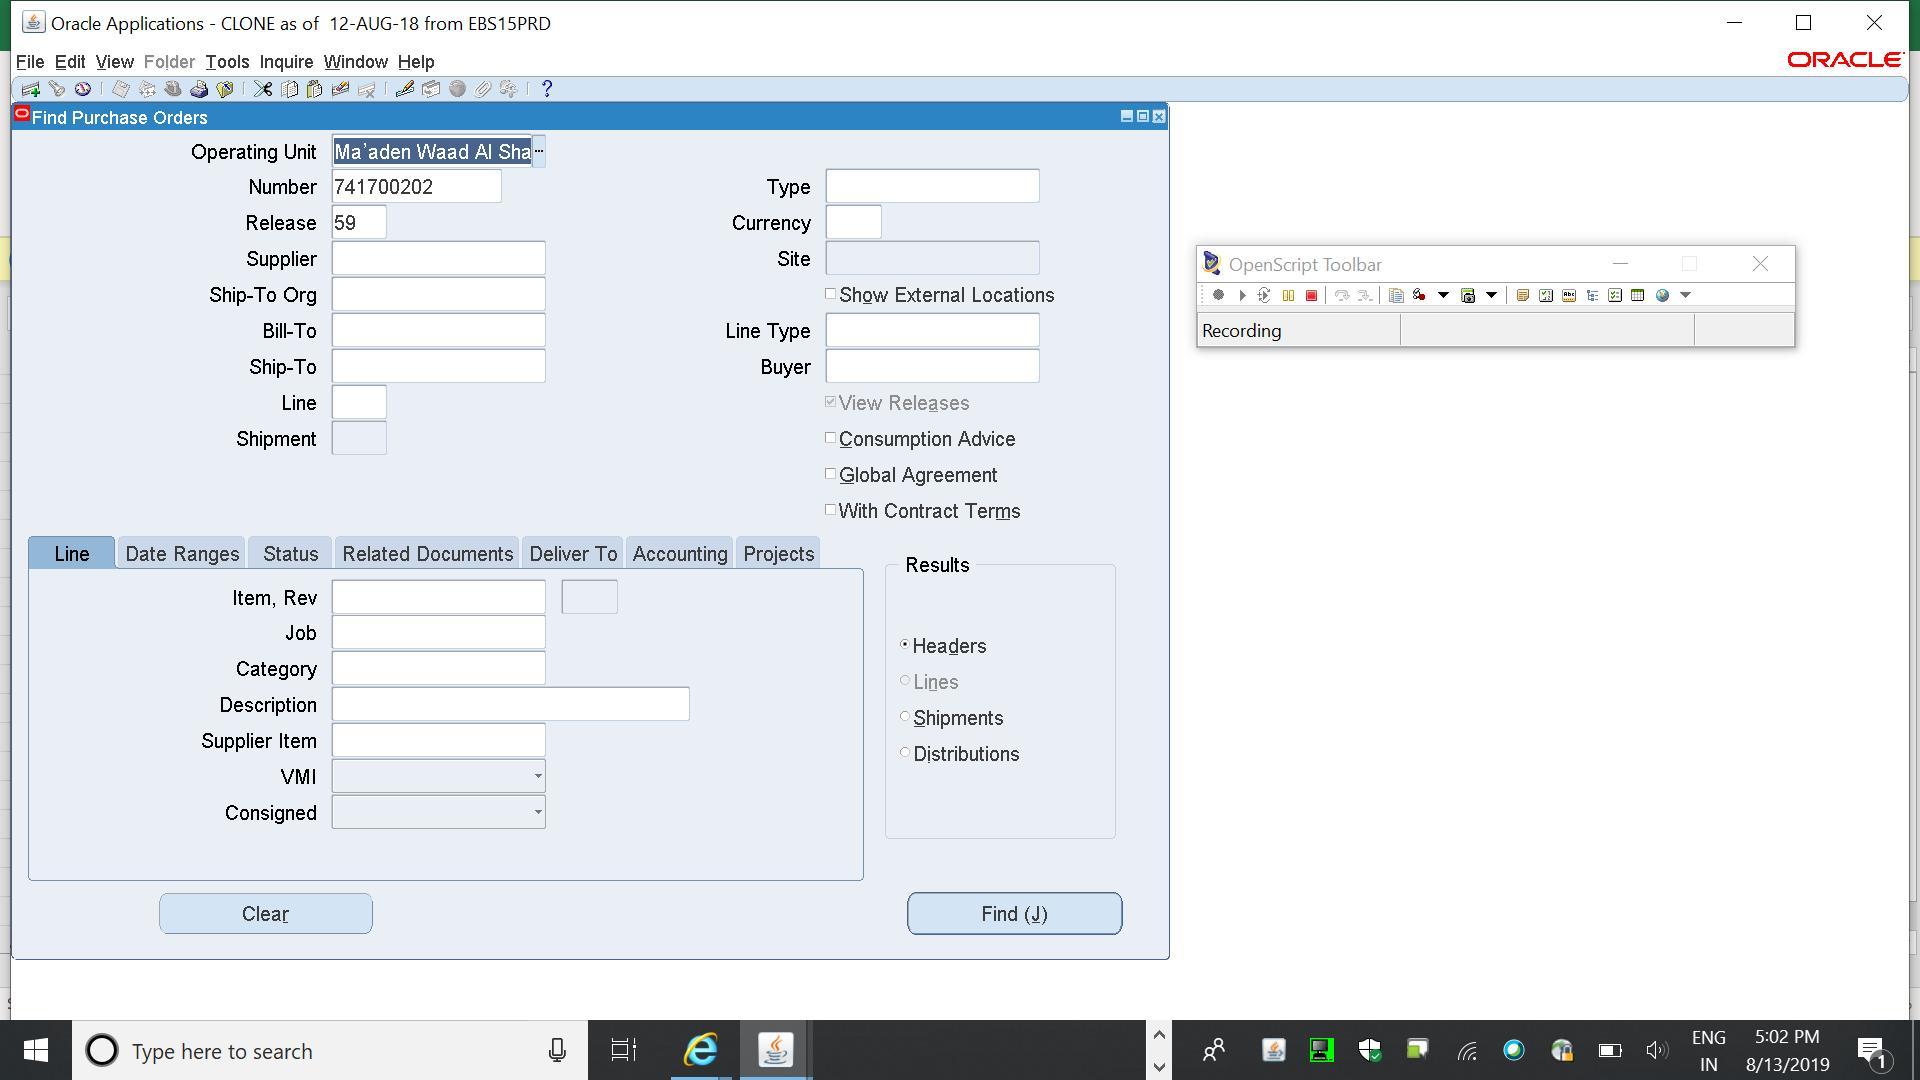 Oracle Applications - CLONE as of 12-AUG-18 from EBS15PRD
File Edit View Folder Tools Inquire Window Help
ORACLE
Find Purchase Orders
Operating Unit Ma'aden Waad Al Sha
Number 741700202 Type
Release 59 Currency
Supplier Site
Ship-To Org Show External Locations
Bill-To Line Type
Ship-To Buyer
Line View Releases
Shipment Consumption Advice
Global Agreement
With Contract Terms
OpenScript Toolbar
Recording
Line Date Ranges Status Related Documents Deliver To Accounting Projects
Results
Item, Rev
Job
Category
Description
Supplier Item
VMI
Consigned
Headers
Lines
Shipments
Distributions
Clear Find (J)
Type here to search
ENG
IN
5:02 PM
8/13/2019
1